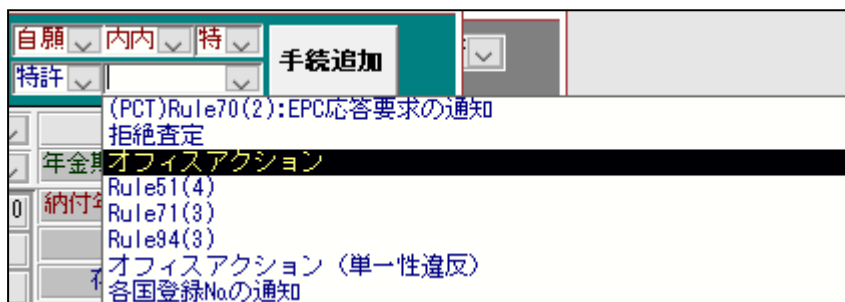 自願 内内 特
手続追加
特許
(PCT)Rule70(2):EPC応答要求の通知
拒絶査定
年金期
オフィスアクション
Rule51(4)
0 納付年
Rule71(3)
Rule94(3)
オフィスアクション（単一性違反）
各国登録Noの通知